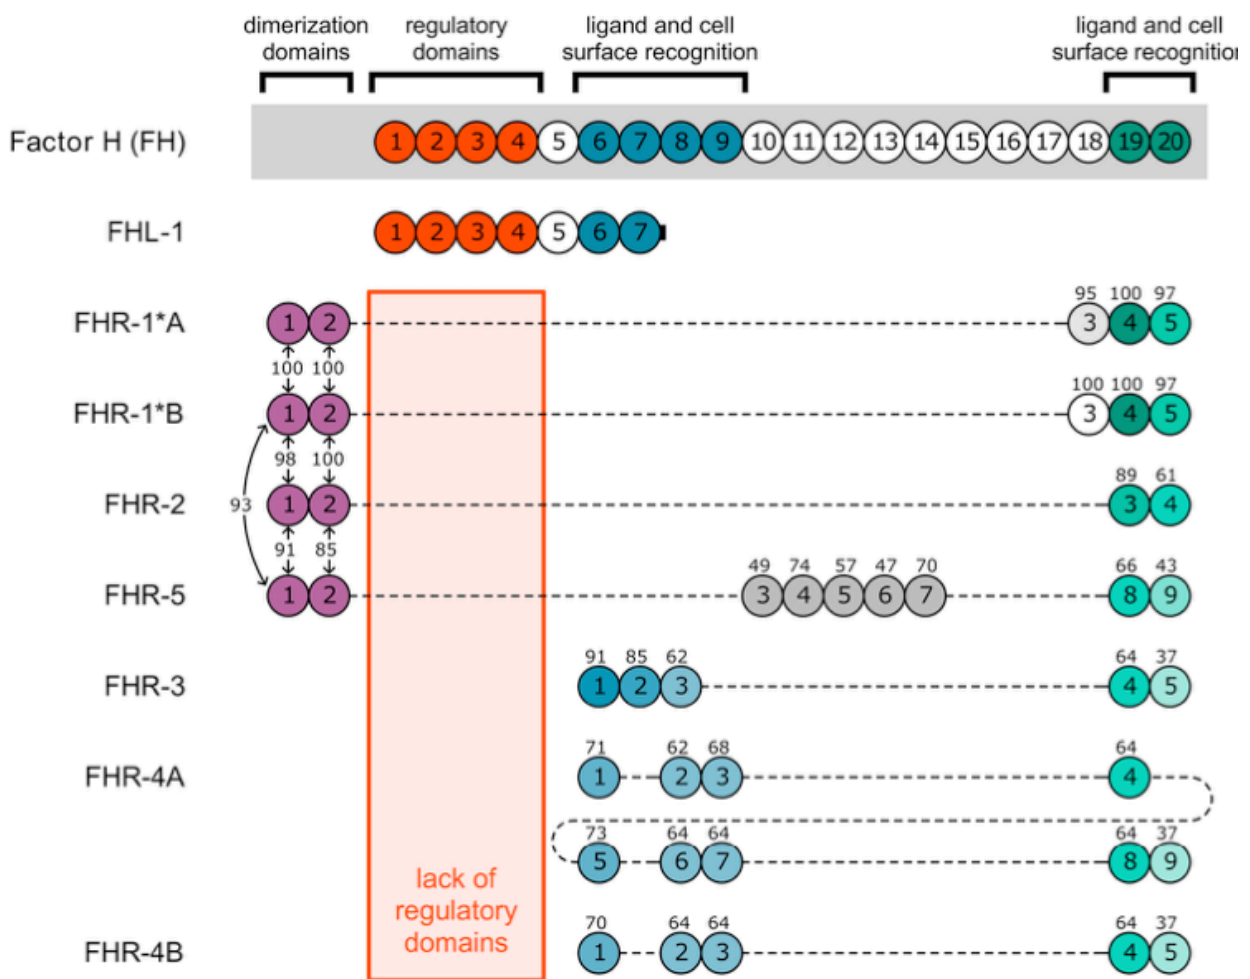 dimerization
domains
regulatory
domains
ligand and cell
surface recognition
ligand and cell
surface recognition
Factor H (FH) 1 2 3 4 5 6 7 8 9 10 11 12 13 14 15 16 17 18 19 20
FHL-1 1 2 3 4 5 6 7
95 100 97
FHR-1*A 1 2 3 4 5
100 100
100 100 97
FHR-1*B 1 2 3 4 5
98 100
89 61
93
FHR-2 1 2 3 4
91 85
49 74 57 47 70 66 43
FHR-5 1 2 3 4 5 6 7 8 9
91 85 62 64 37
FHR-3 1 2 3 4 5
71 62 68 64
FHR-4A 1 2 3 4
73 64 64 64 37
5 6 7 8 9
lack of
regulatory
domains
70 64 64 64 37
FHR-4B 1 2 3 4 5